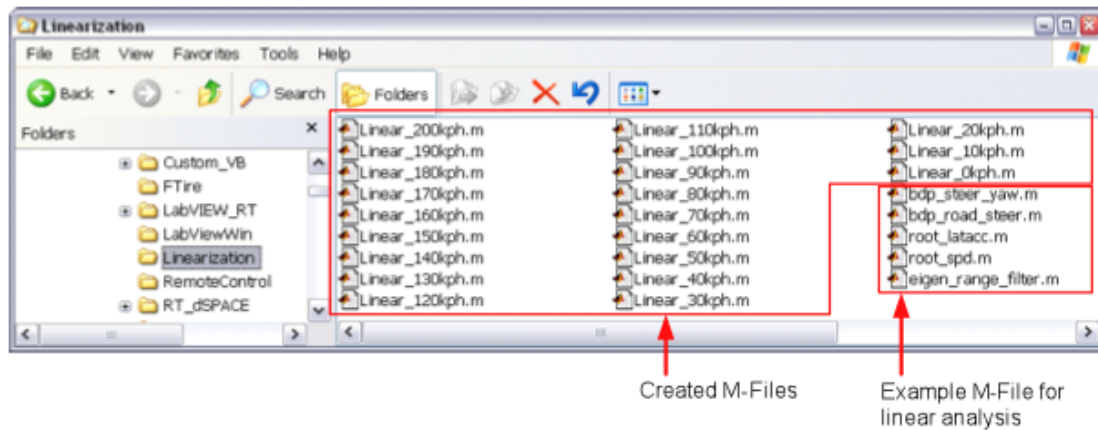 Linearization
File Edit View Favorites Tools Help
Back Search Folders
Folders
Custom_VB
FTire
LabVIEW_RT
LabViewWin
Linearization
RemoteControl
RT_dSPACE
Linear_200kph.m
Linear_190kph.m
Linear_180kph.m
Linear_170kph.m
Linear_160kph.m
Linear_150kph.m
Linear_140kph.m
Linear_130kph.m
Linear_120kph.m
Linear_110kph.m
Linear_100kph.m
Linear_90kph.m
Linear_80kph.m
Linear_70kph.m
Linear_60kph.m
Linear_50kph.m
Linear_40kph.m
Linear_30kph.m
Linear_20kph.m
Linear_10kph.m
Linear_0kph.m
bdp_steer_yaw.m
bdp_road_steer.m
root_latacc.m
root_spd.m
eigen_range_filter.m
Created M-Files
Example M-File for
linear analysis